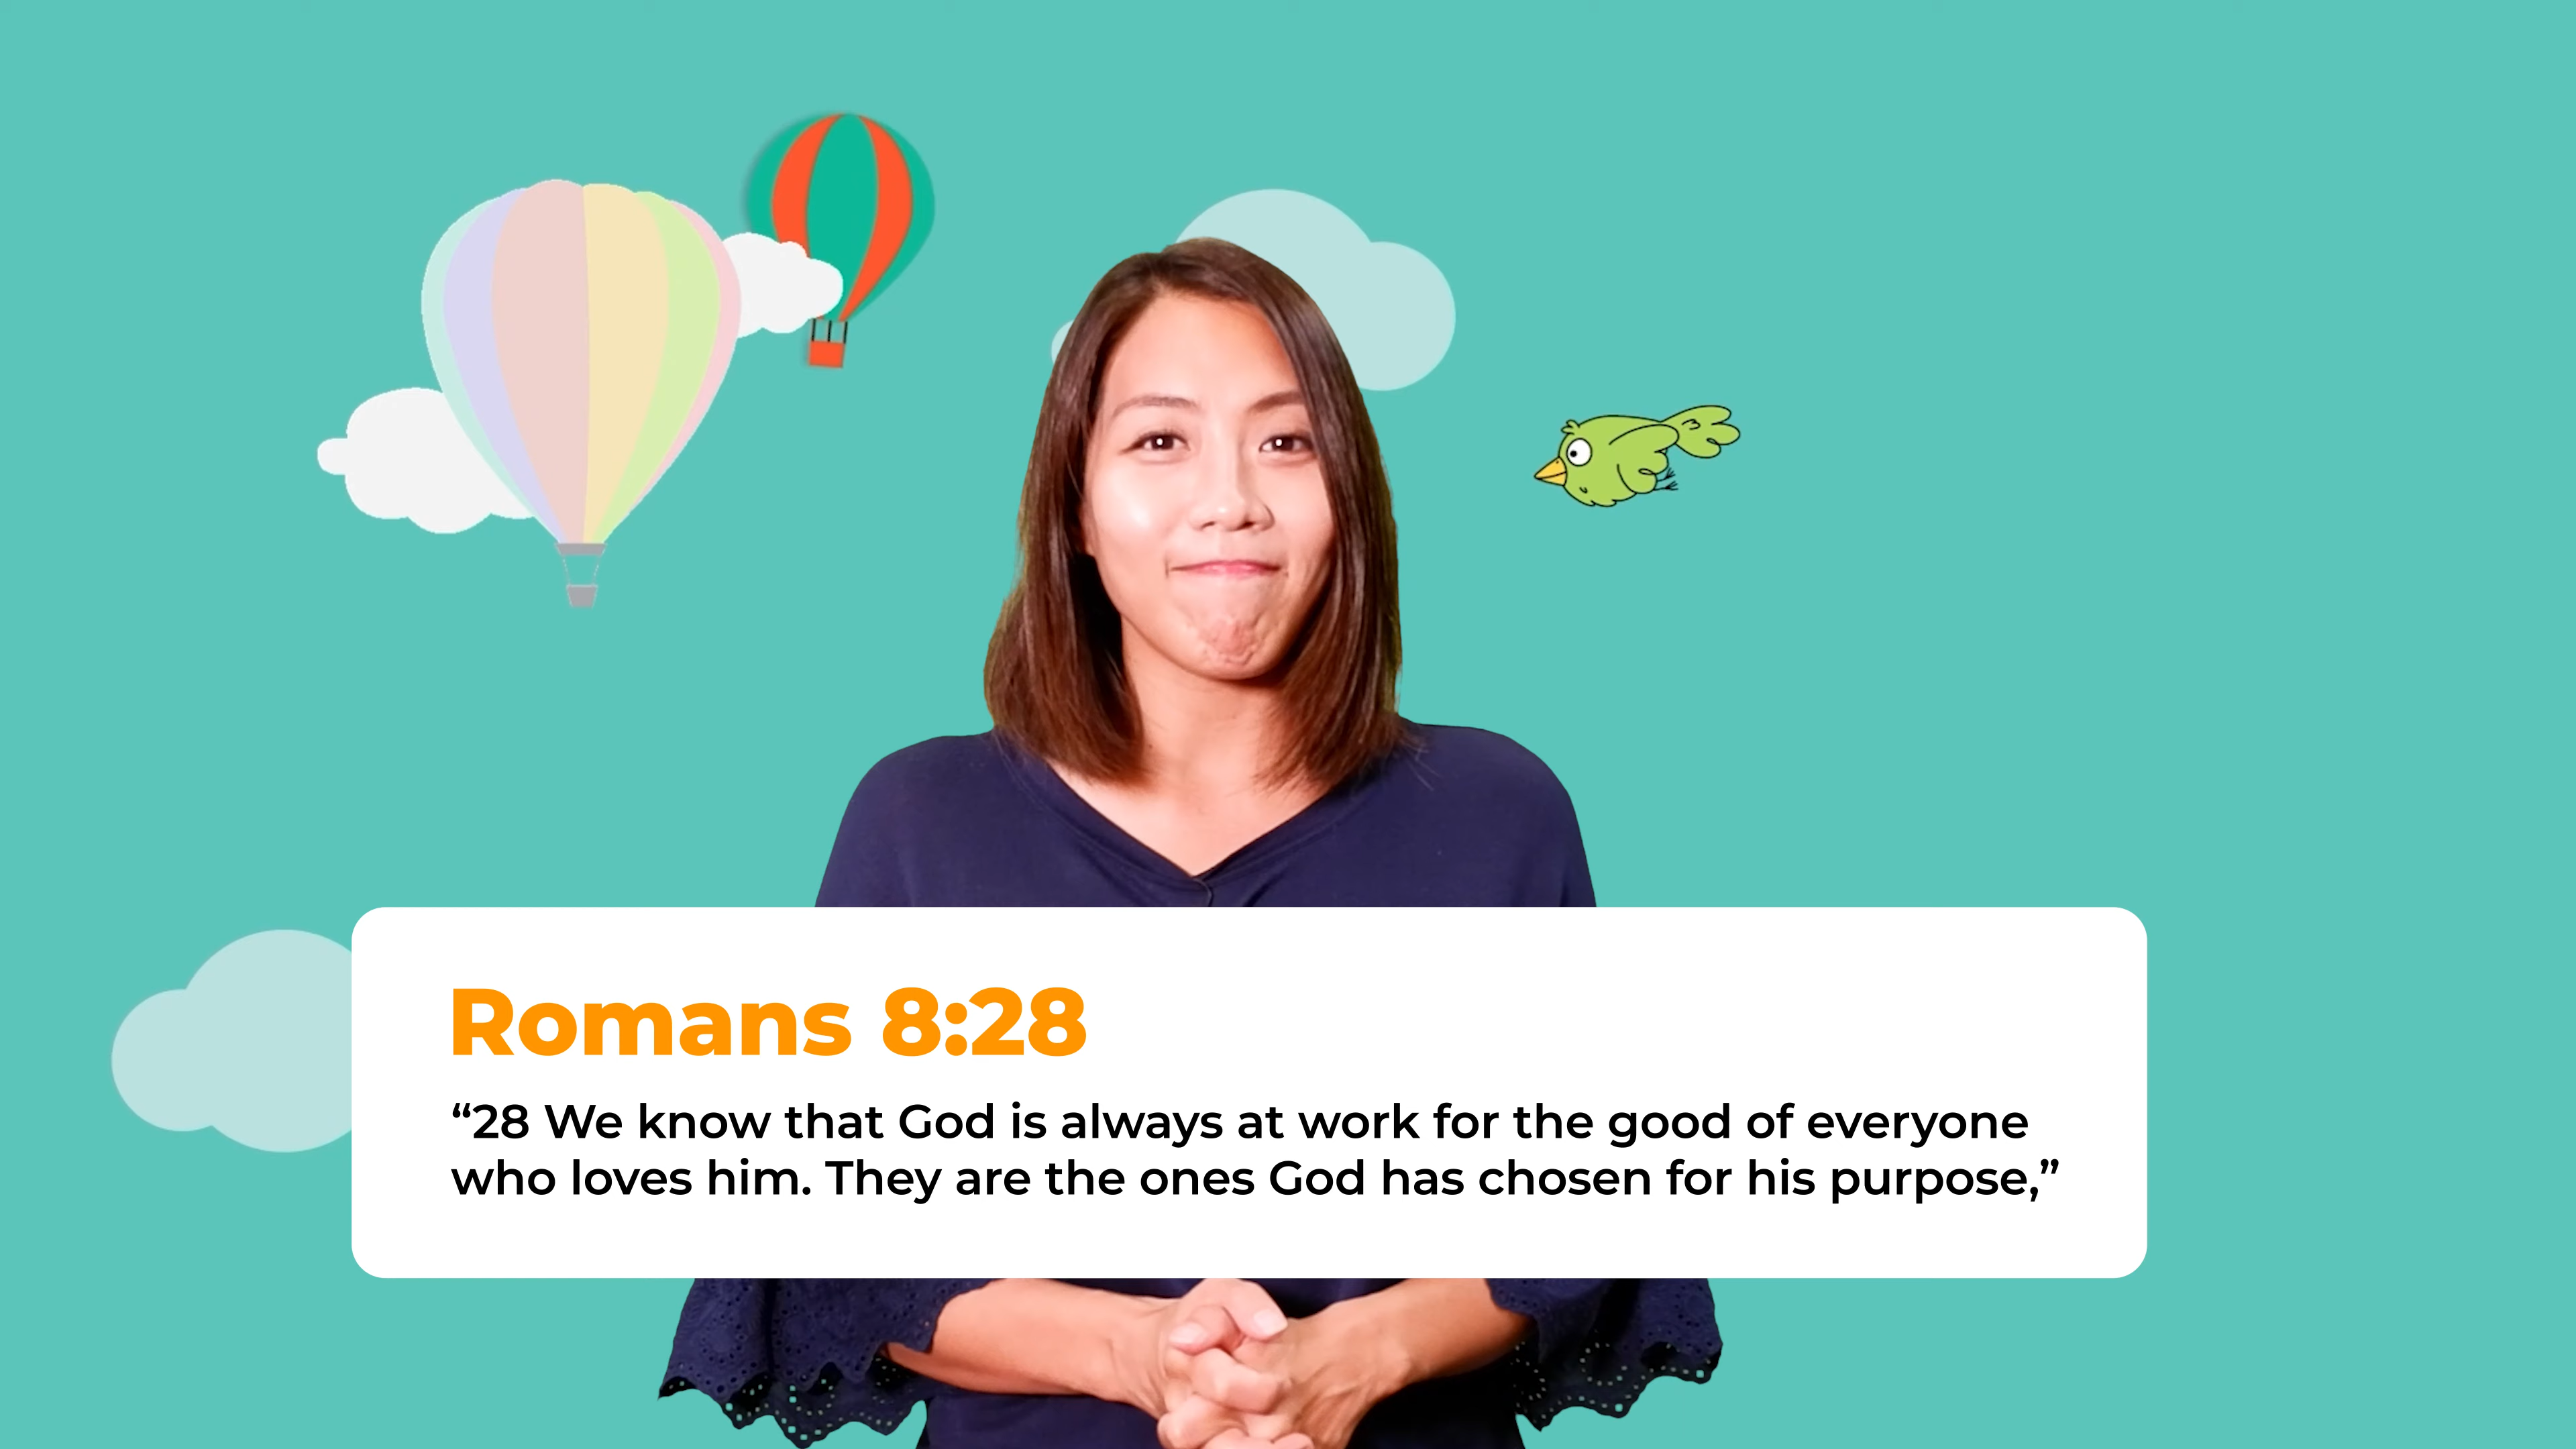 Romans 8:28
“28 We know that God is always at work for the good of everyone
who loves him. They are the ones God has chosen for his purpose,”